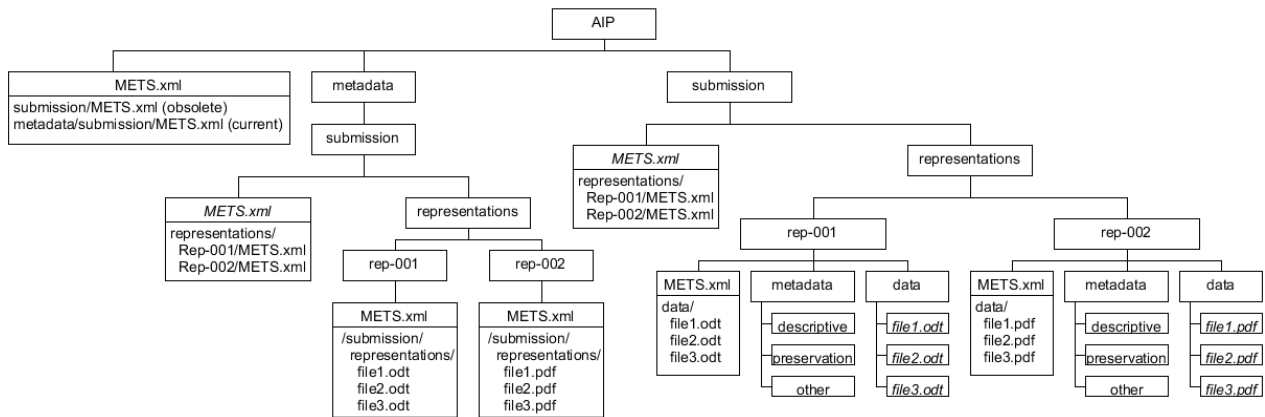 AIP
METS.xml
submission/METS.xml (obsolete)
metadata/submission/METS.xml (current)
metadata
submission
METS.xml
representations/
Rep-001/METS.xml
Rep-002/METS.xml
representations
rep-001
METS.xml
/submission/
representations/
file1.odt
file2.odt
file3.odt
rep-002
METS.xml
/submission/
representations/
file1.pdf
file2.pdf
file3.pdf
submission
METS.xml
representations/
Rep-001/METS.xml
Rep-002/METS.xml
representations
rep-001
METS.xml
data/
file1.odt
file2.odt
file3.odt
metadata
descriptive
preservation
other
data
file1.odt
file2.odt
file3.odt
rep-002
METS.xml
data/
file1.pdf
file2.pdf
file3.pdf
metadata
descriptive
preservation
other
data
file1.pdf
file2.pdf
file3.pdf